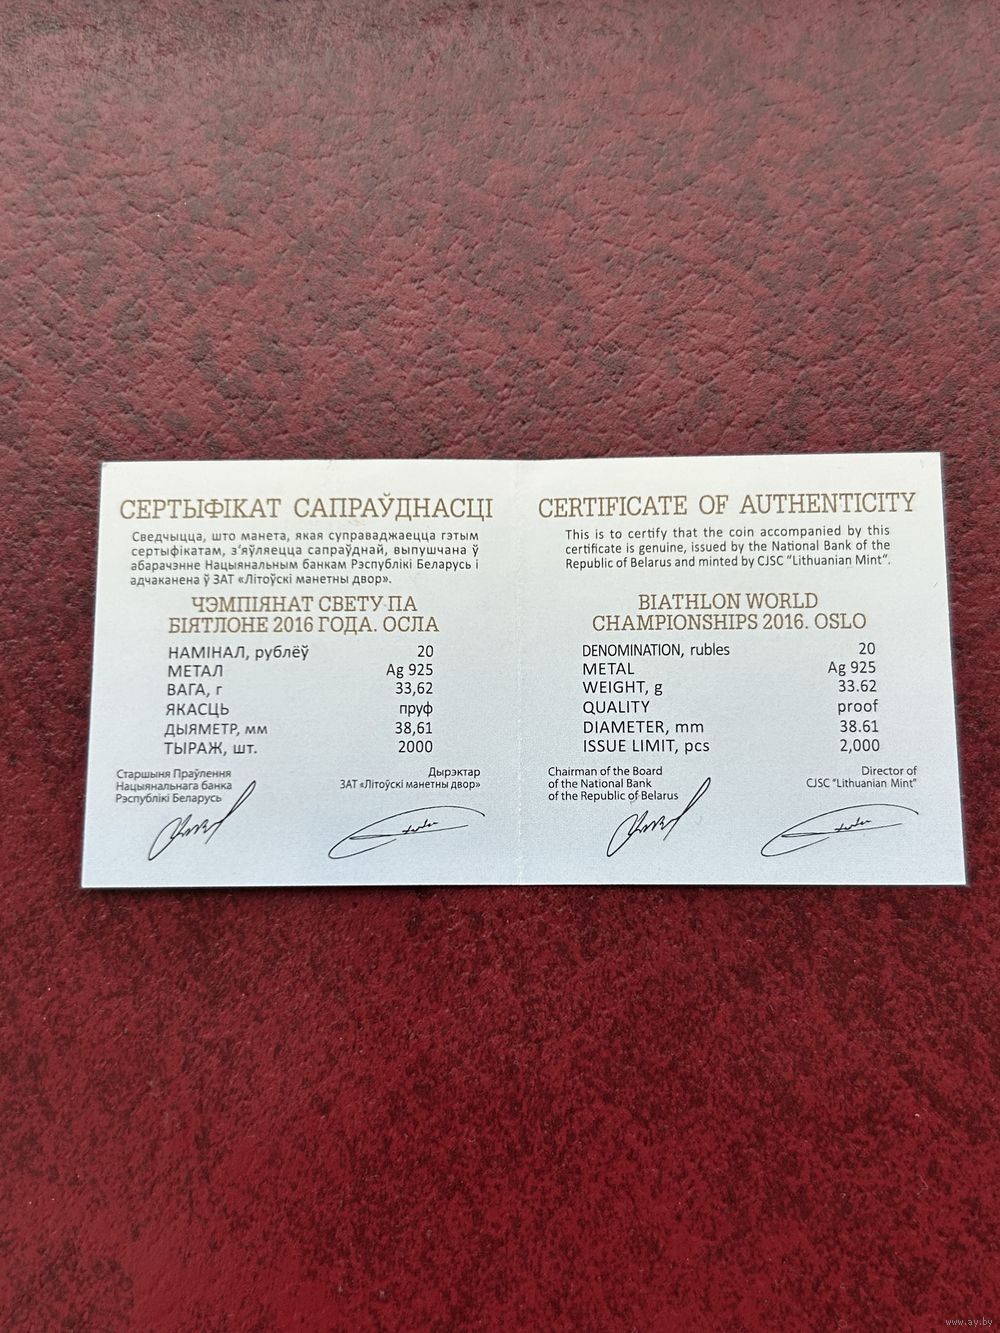 СЕРТЫФІКАТ САПРАЎДНАСЦІ
Сведчыцца, што манета, якая суправаджаецца гэтым
сертыфікатам, з'яўляецца сапраўднай, выпушчана ў
абарачэнне Нацыянальным банкам Рэспублікі Беларусь і
адчаканена ў ЗАТ «Літоўскі манетны двор».
ЧЭМПІЯНАТ СВЕТУ ПА
БІЯТЛОНЕ 2016 ГОДА. ОСЛА
НАМІНАЛ, рублёў 20
МЕТАЛ Ag 925
ВАГА, г 33,62
ЯКАСЦЬ пруф
ДЫЯМЕТР, мм 38,61
ТЫРАЖ, шт. 2000
Старшыня Праўлення
Нацыянальнага банка
Рэспублікі Беларусь
Дырэктар
ЗАТ «Літоўскі манетны двор»
CERTIFICATE OF AUTHENTICITY
This is to certify that the coin accompanied by this
certificate is genuine, issued by the National Bank of the
Republic of Belarus and minted by CJSC "Lithuanian Mint".
BIATHLON WORLD
CHAMPIONSHIPS 2016. OSLO
DENOMINATION, rubles 20
METAL Ag 925
WEIGHT, g 33.62
QUALITY proof
DIAMETER, mm 38.61
ISSUE LIMIT, pcs 2,000
Chairman of the Board
of the National Bank
of the Republic of Belarus
Director of
CJSC "Lithuanian Mint"
www.ay.by